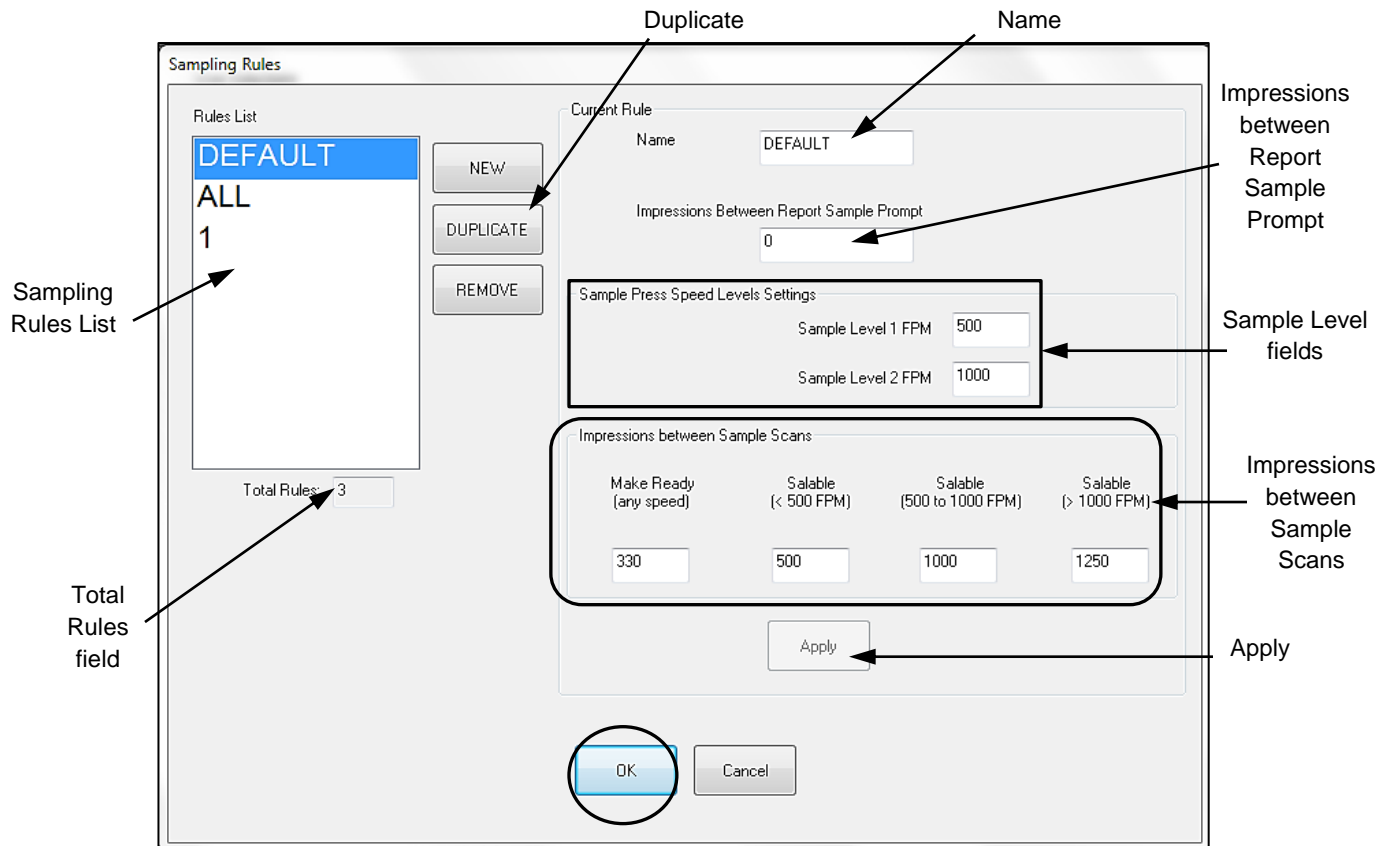 Duplicate
Name
Sampling Rules
Rules List
DEFAULT
ALL
1
NEW
DUPLICATE
REMOVE
Total Rules: 3
Current Rule
Name
DEFAULT
Impressions Between Report Sample Prompt
0
Sample Press Speed Levels Settings
Sample Level 1 FPM 500
Sample Level 2 FPM 1000
Impressions between Sample Scans
Make Ready
(any speed)
Salable
(< 500 FPM)
Salable
(500 to 1000 FPM)
Salable
(> 1000 FPM)
330
500
1000
1250
Apply
OK
Cancel
Sampling
Rules List
Total
Rules
field
Impressions
between
Report
Sample
Prompt
Sample Level
fields
Impressions
between
Sample
Scans
Apply